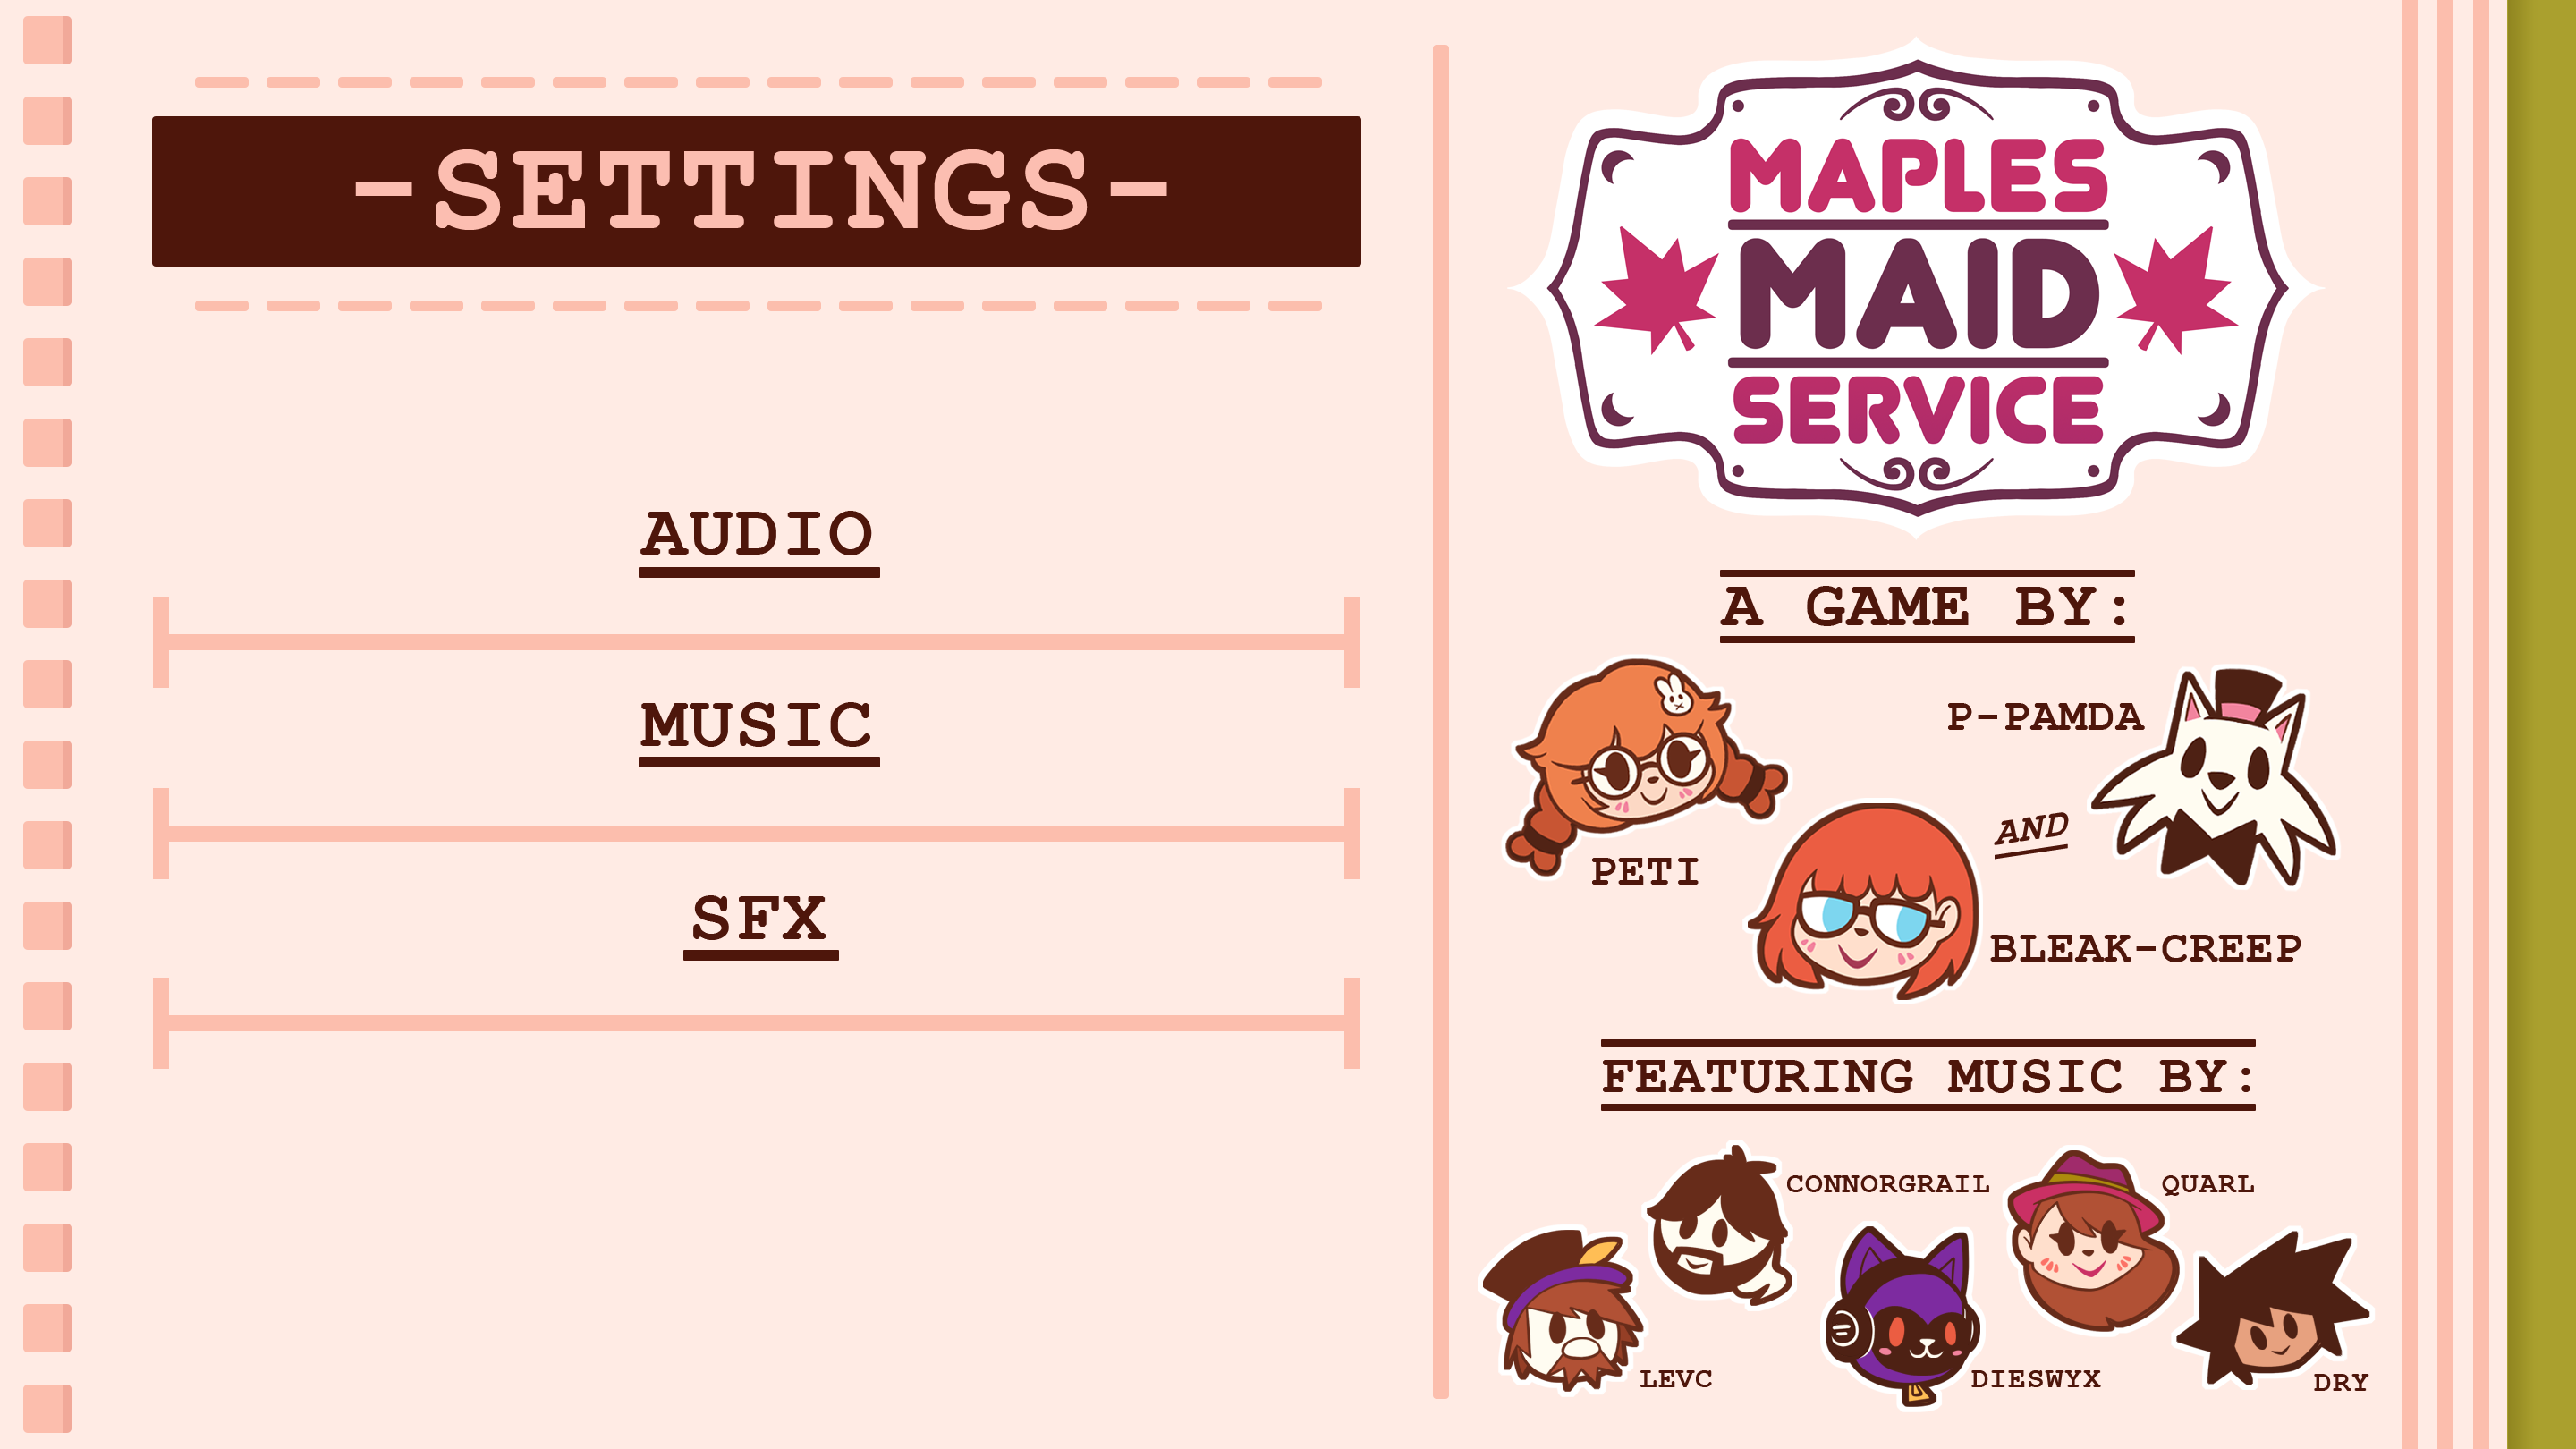 -SETTINGS-
AUDIO
MUSIC
SFX
MAPLES
MAID
SERVICE
A GAME BY:
P-PAMDA
AND
PETI
BLEAK-CREEP
FEATURING MUSIC BY:
CONNORGRAIL
QUARL
LEVC
DIESWYX
DRY